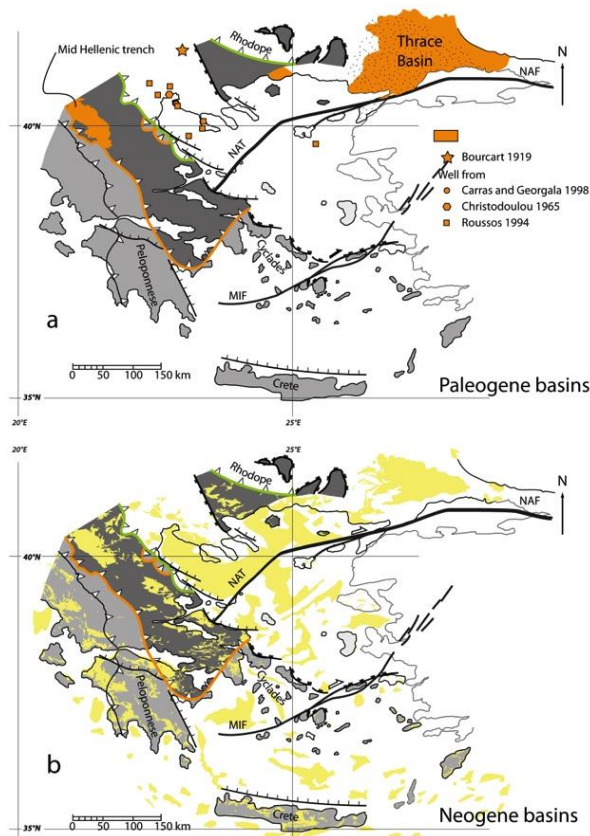 Mid Hellenic trench
Rhodope
Thrace
Basin
N
NAF
40°N
NAT
Bourcart 1919
Well from
Carras and Georgala 1998
Christodoulou 1965
Roussos 1994
Cyclades
Peloponnese
MIF
a
0 50 100 150 km
Crete
35°N
Paleogene basins
20°E
25°E
20°E
25°E
Rhodope
N
NAF
40°N
NAT
Cyclades
Peloponnese
MIF
b
0 50 100 150 km
Crete
35°N
Neogene basins